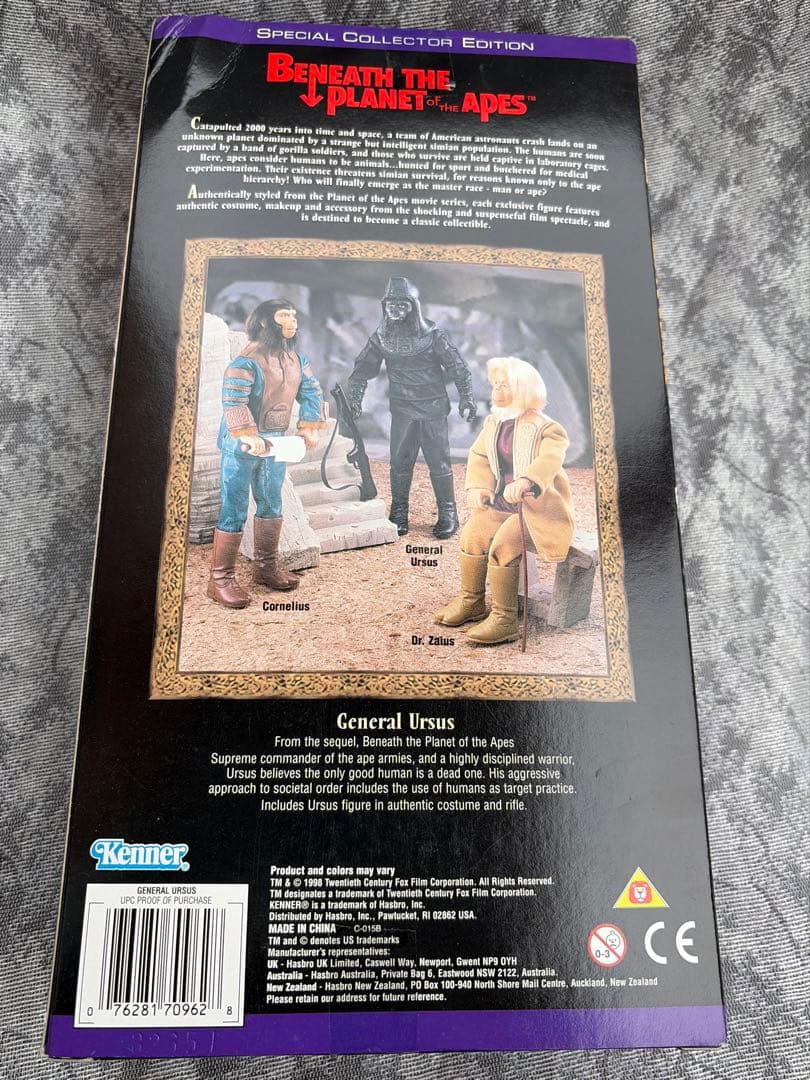 SPECIAL COLLECTOR EDITION
BENEATH THE
PLANET OF THE APES™
Catapulted 2000 years into time and space, a team of American astronauts crash lands on an
unknown planet dominated by a strange but intelligent simian population. The humans are soon
captured by a band of gorilla soldiers, and those who survive are held captive in laboratory cages.
Here, apes consider humans to be animals...hunted for sport and butchered for medical
experimentation. Their existence threatens simian survival, for reasons known only to the ape
hierarchy! Who will finally emerge as the master race - man or ape?
Authentically styled from the Planet of the Apes movie series, each exclusive figure features
authentic costume, makeup and accessory from the shocking and suspenseful film spectacle, and
is destined to become a classic collectible.
General
Ursus
Cornelius
Dr. Zaius
General Ursus
From the sequel, Beneath the Planet of the Apes
Supreme commander of the ape armies, and a highly disciplined warrior,
Ursus believes the only good human is a dead one. His aggressive
approach to societal order includes the use of humans as target practice.
Includes Ursus figure in authentic costume and rifle.
Kenner®
GENERAL URSUS
UPC PROOF OF PURCHASE
0 76281 70962 8
Product and colors may vary
TM & © 1998 Twentieth Century Fox Film Corporation. All Rights Reserved.
TM designates a trademark of Twentieth Century Fox Film Corporation.
KENNER® is a trademark of Hasbro, Inc.
Distributed by Hasbro, Inc., Pawtucket, RI 02862 USA.
MADE IN CHINA C-015B
TM and © denotes US trademarks
Manufacturer's representatives:
UK - Hasbro UK Limited, Caswell Way, Newport, Gwent NP9 0YH
Australia - Hasbro Australia, Private Bag 6, Eastwood NSW 2122, Australia.
New Zealand - Hasbro New Zealand, PO Box 100-940 North Shore Mail Centre, Auckland, New Zealand
Please retain our address for future reference.
0-3
CE